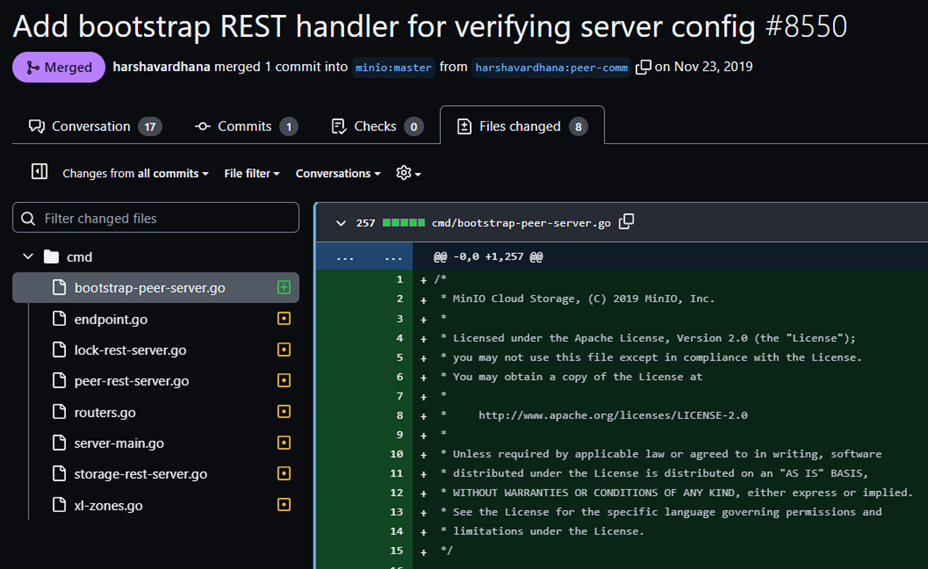 Add bootstrap REST handler for verifying server config #8550
Merged harshavardhana merged 1 commit into minio:master from harshavardhana:peer-comm on Nov 23, 2019
Conversation 17 Commits 1 Checks 0 Files changed 8
Changes from all commits File filter Conversations
Filter changed files
cmd
bootstrap-peer-server.go
endpoint.go
lock-rest-server.go
peer-rest-server.go
routers.go
server-main.go
storage-rest-server.go
xl-zones.go
257 cmd/bootstrap-peer-server.go
... ... @@ -0,0 +1,257 @@
1 + /*
2 + * MinIO Cloud Storage, (C) 2019 MinIO, Inc.
3 + *
4 + * Licensed under the Apache License, Version 2.0 (the "License");
5 + * you may not use this file except in compliance with the License.
6 + * You may obtain a copy of the License at
7 + *
8 + *     http://www.apache.org/licenses/LICENSE-2.0
9 + *
10 + * Unless required by applicable law or agreed to in writing, software
11 + * distributed under the License is distributed on an "AS IS" BASIS,
12 + * WITHOUT WARRANTIES OR CONDITIONS OF ANY KIND, either express or implied.
13 + * See the License for the specific language governing permissions and
14 + * limitations under the License.
15 + */